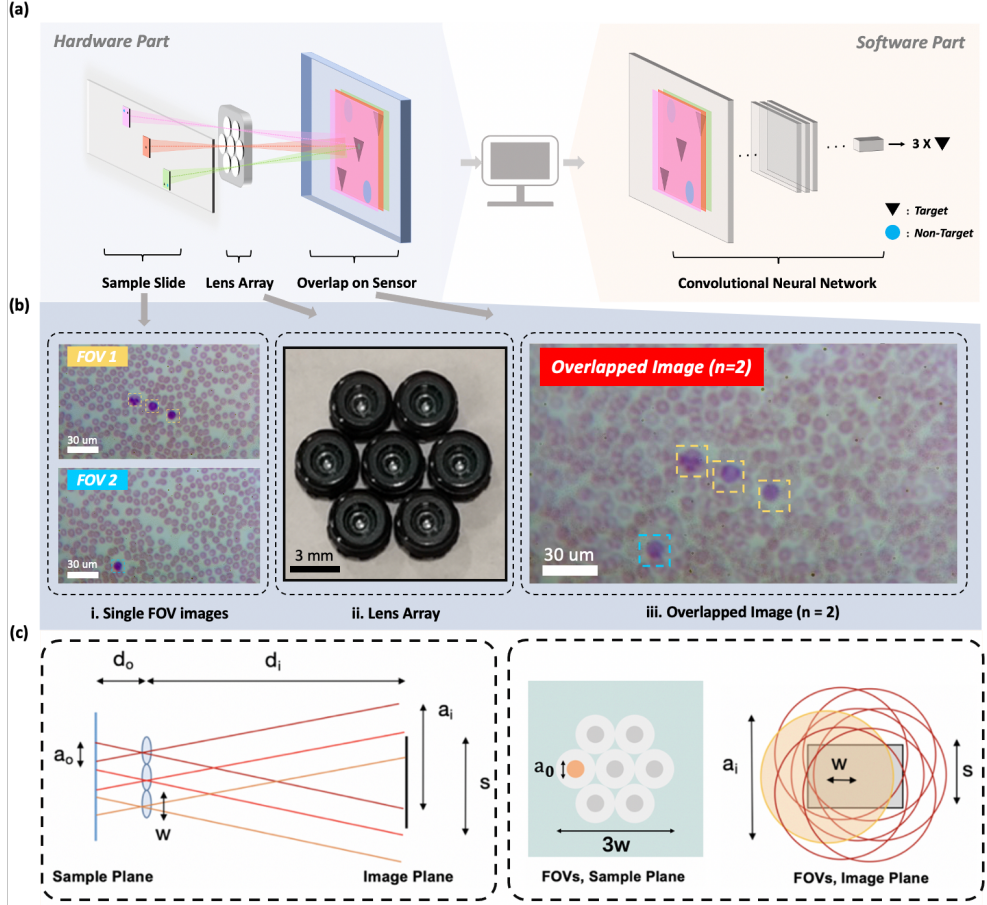 (a)
Hardware Part
Software Part
3 X
: Target
: Non-Target
Sample Slide
Lens Array
Overlap on Sensor
Convolutional Neural Network
(b)
FOV 1
30 um
FOV 2
30 um
3 mm
Overlapped Image (n=2)
30 um
i. Single FOV images
ii. Lens Array
iii. Overlapped Image (n = 2)
(c)
do
di
ao
ai
s
w
Sample Plane
Image Plane
a0
3w
FOVs, Sample Plane
ai
w
s
FOVs, Image Plane